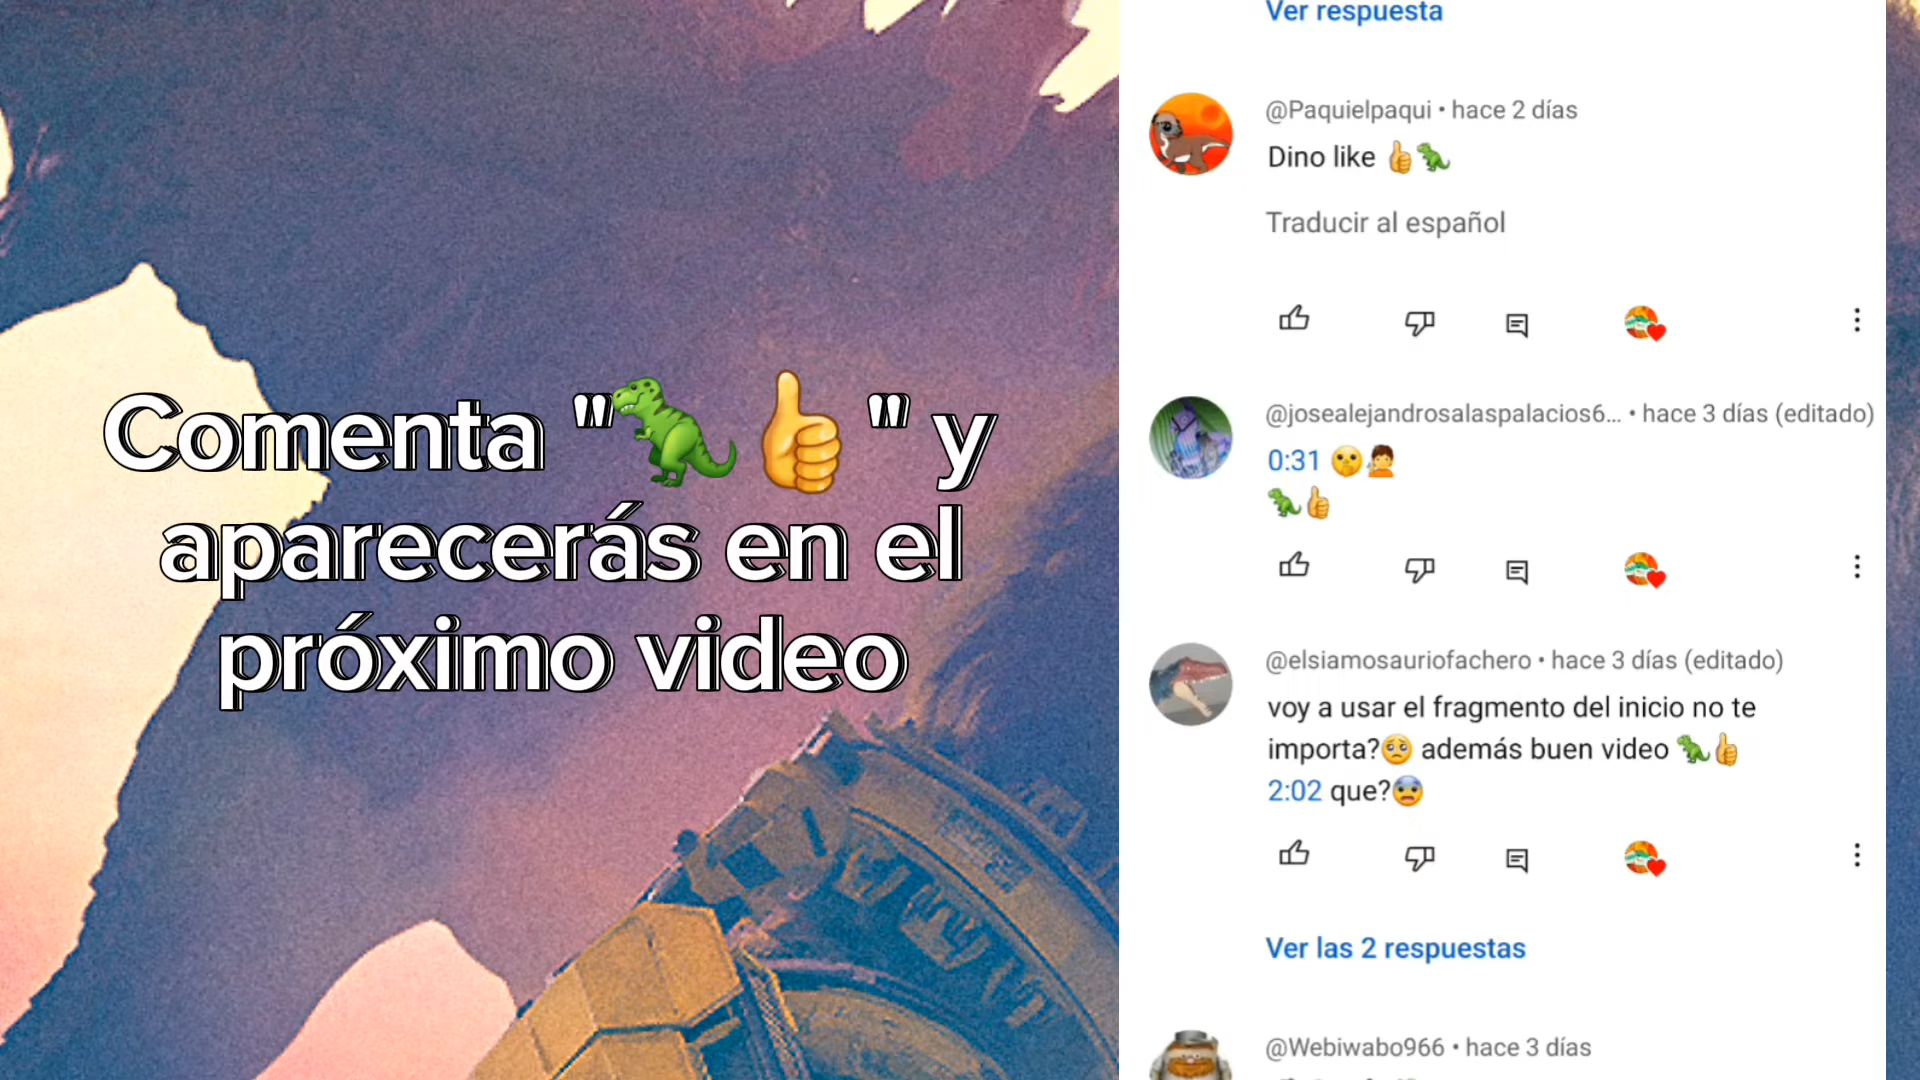 Comenta "🦖👍" y
aparecerás en el
próximo video
Ver respuesta
@Paquielpaqui • hace 2 días
Dino like 👍🦖
Traducir al español
@josealejandrosalaspalacios6... • hace 3 días (editado)
0:31 🤫🙍
🦖👍
@elsiamosauriofachero • hace 3 días (editado)
voy a usar el fragmento del inicio no te
importa?🥺 además buen video 🦖👍
2:02 que?😨
Ver las 2 respuestas
@Webiwabo966 • hace 3 días